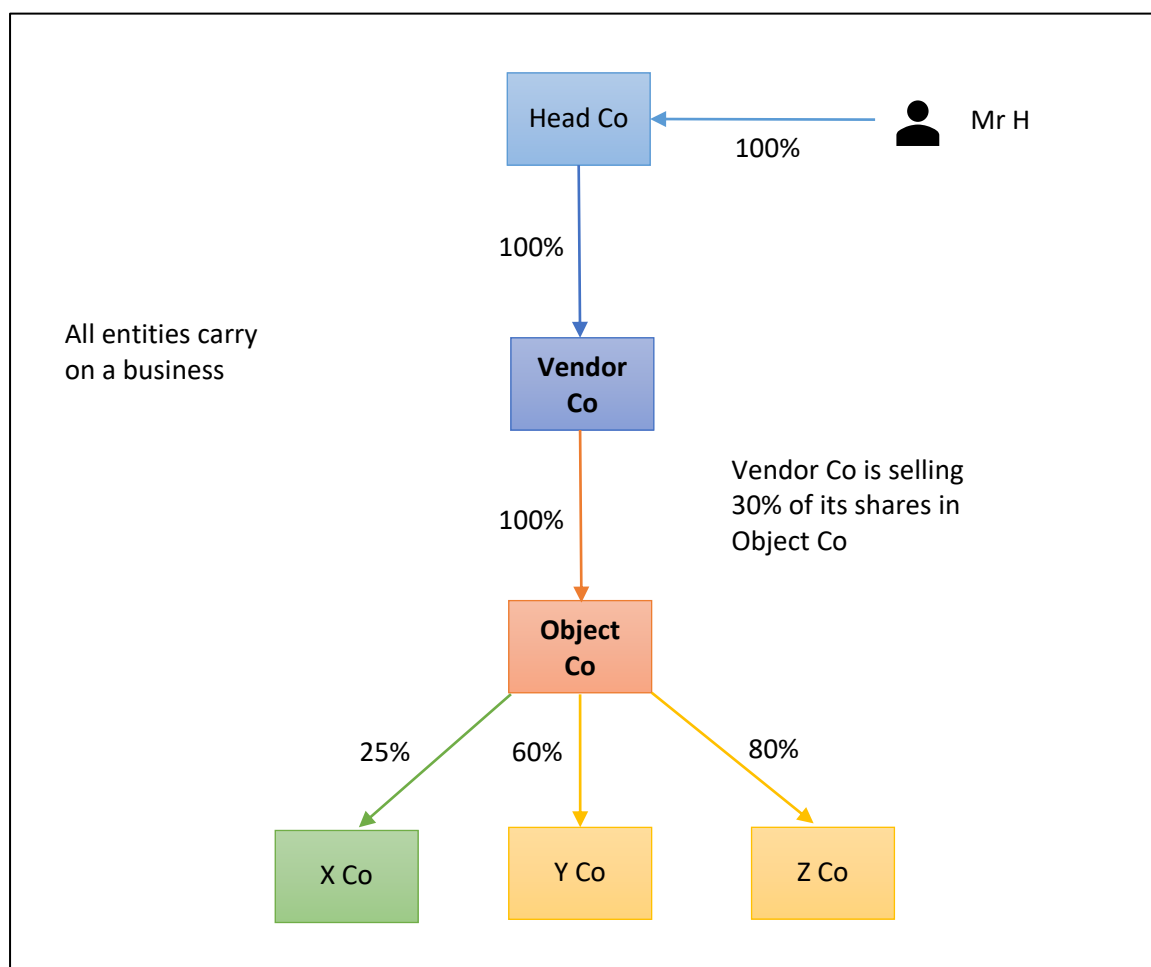 Head Co
Mr H
100%
100%
All entities carry
on a business
Vendor
Co
Vendor Co is selling
30% of its shares in
Object Co
100%
Object
Co
25%
60%
80%
X Co
Y Co
Z Co